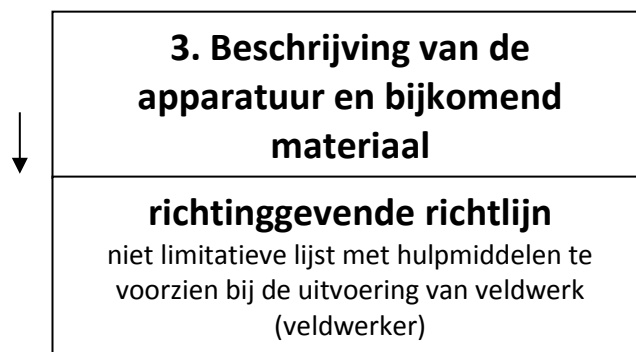 3. Beschrijving van de
apparatuur en bijkomend
materiaal
richtinggevende richtlijn
niet limitatieve lijst met hulpmiddelen te
voorzien bij de uitvoering van veldwerk
(veldwerker)